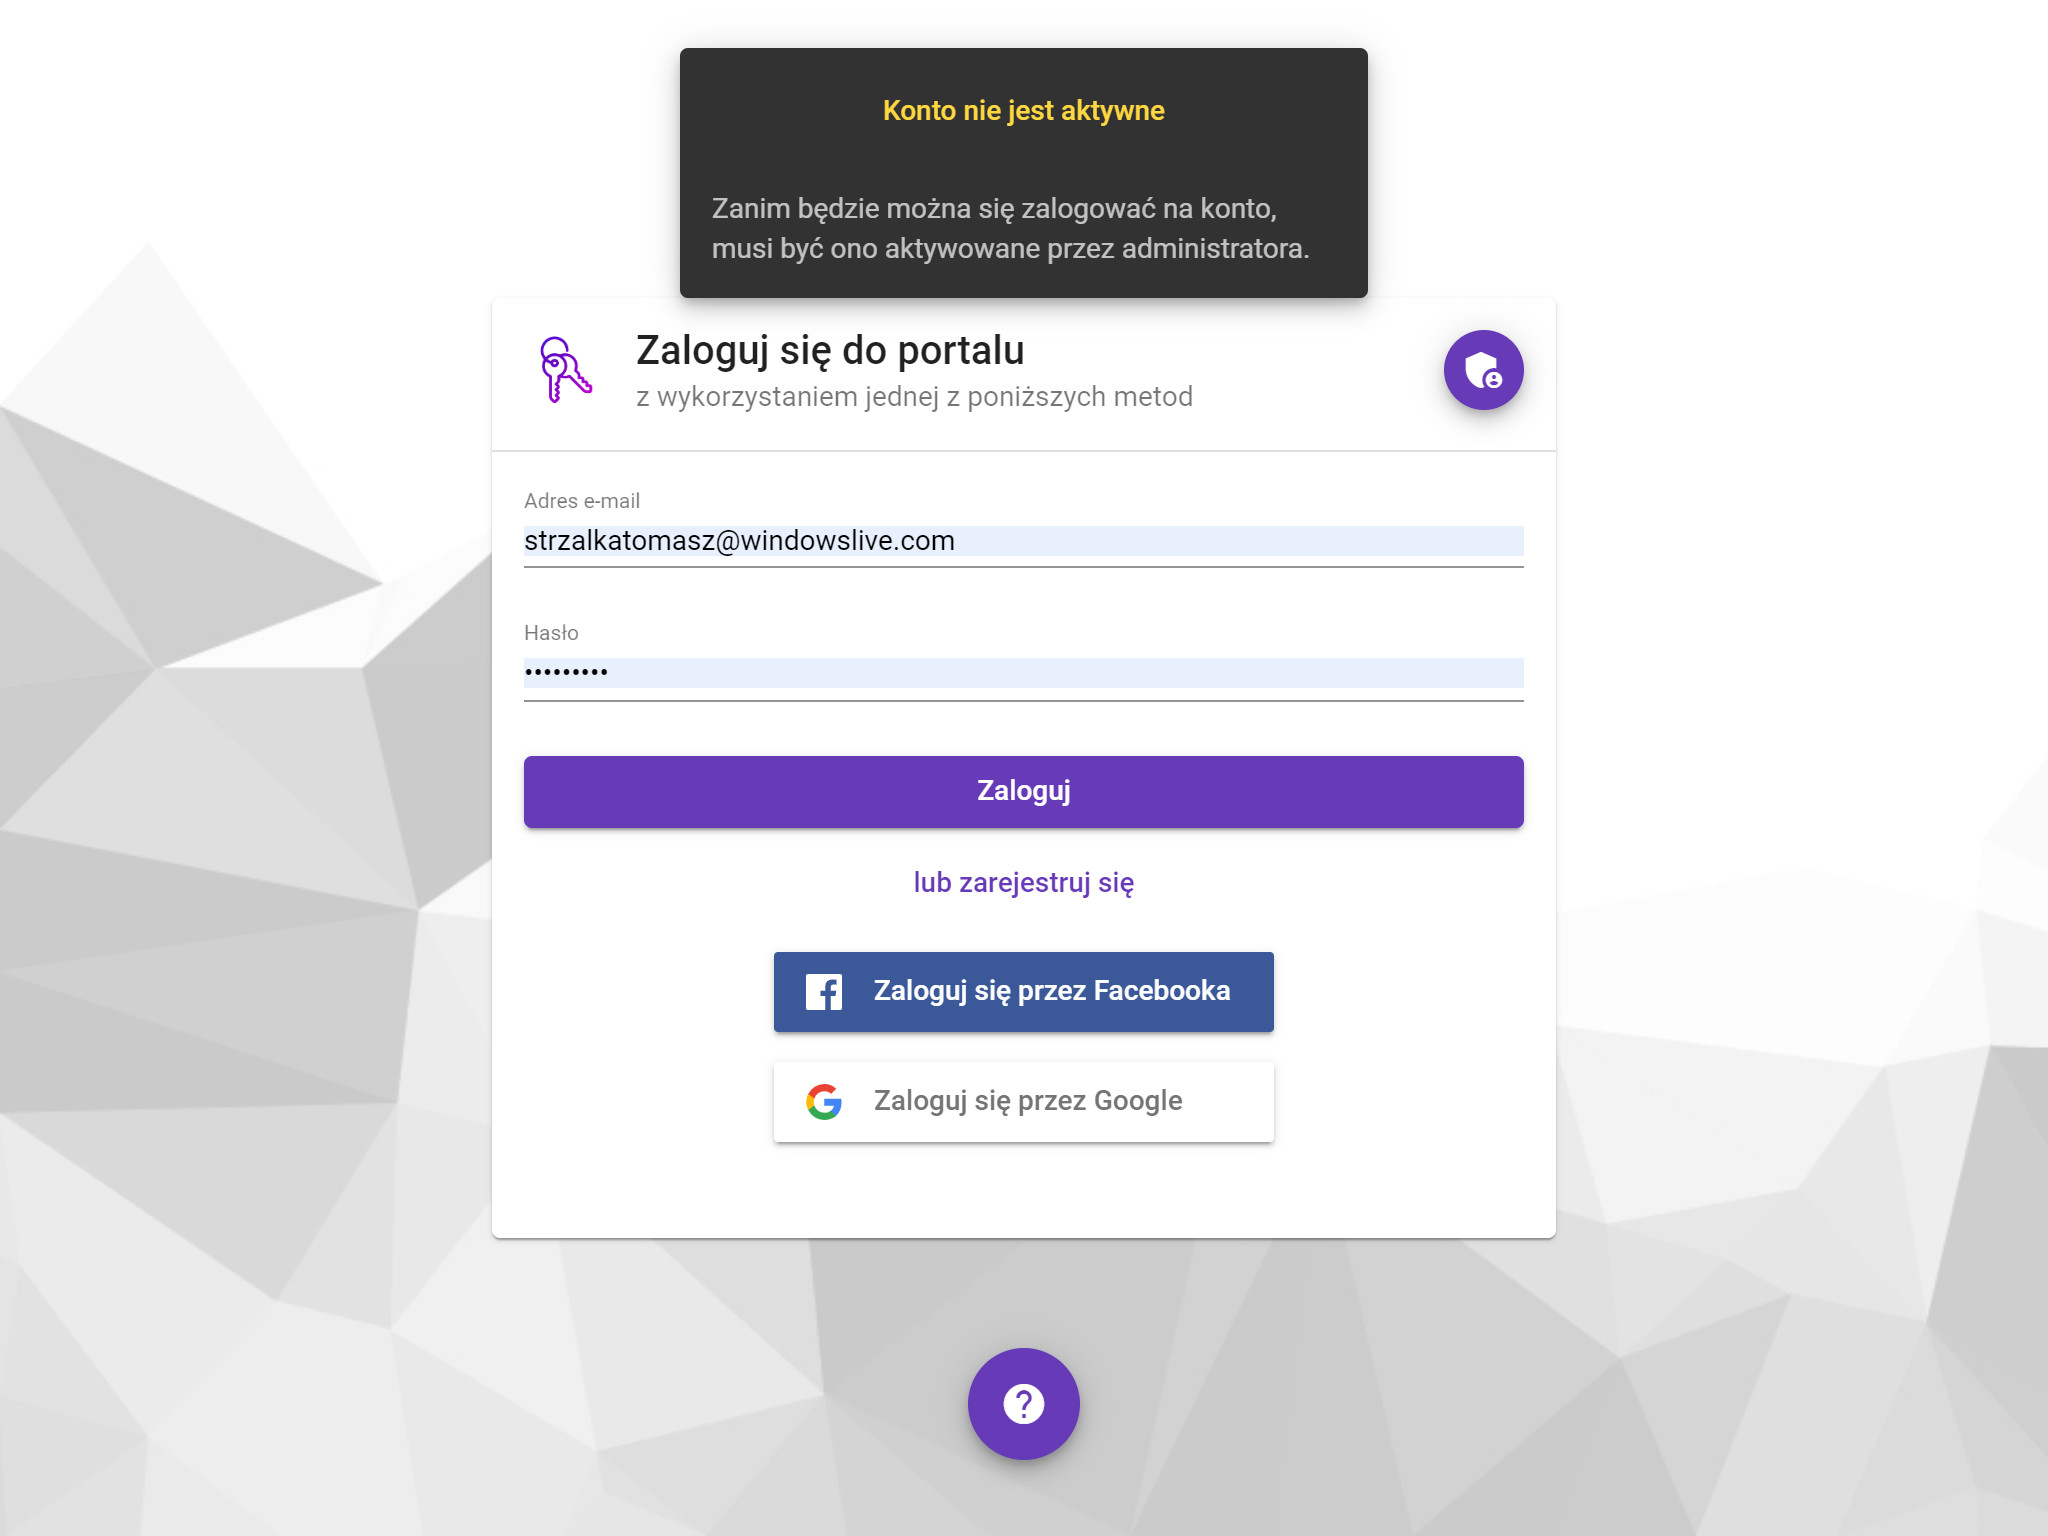 Konto nie jest aktywne
Zanim będzie można się zalogować na konto,
musi być ono aktywowane przez administratora.
Zaloguj się do portalu
z wykorzystaniem jednej z poniższych metod
Adres e-mail
strzalkatomasz@windowslive.com
Hasło
•••••••••
Zaloguj
lub zarejestruj się
Zaloguj się przez Facebooka
Zaloguj się przez Google